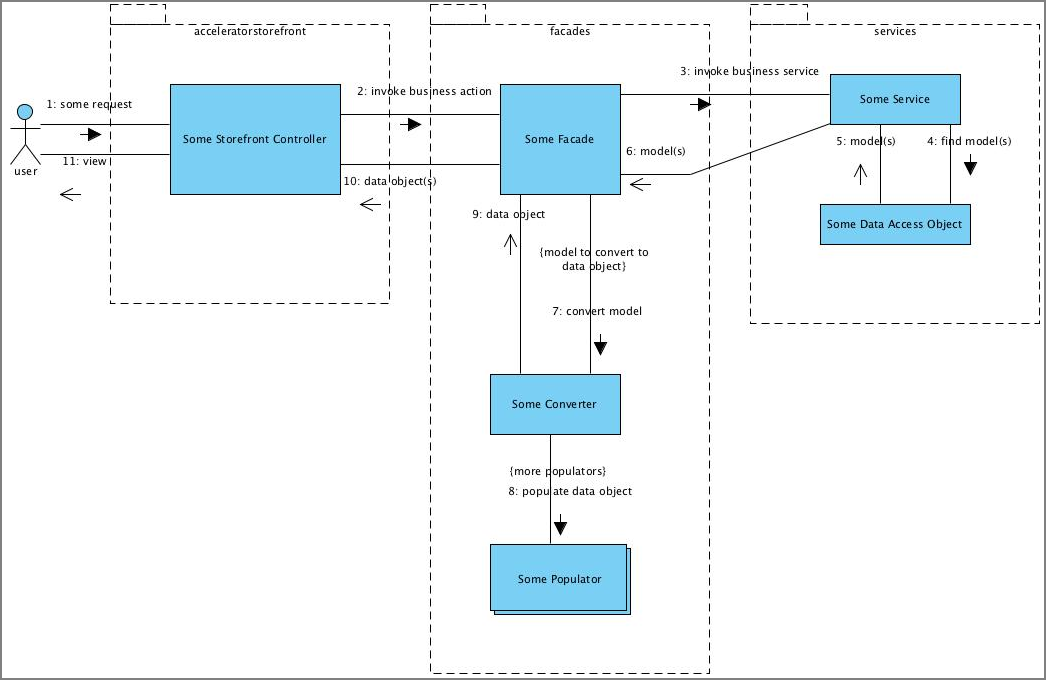 acceleratorstorefront
facades
services
3: invoke business service
1: some request
2: invoke business action
Some Service
Some Storefront Controller
Some Facade
5: model(s)
4: find model(s)
6: model(s)
11: view
user
10: data object(s)
9: data object
Some Data Access Object
{model to convert to
data object}
7: convert model
Some Converter
{more populators}
8: populate data object
Some Populator